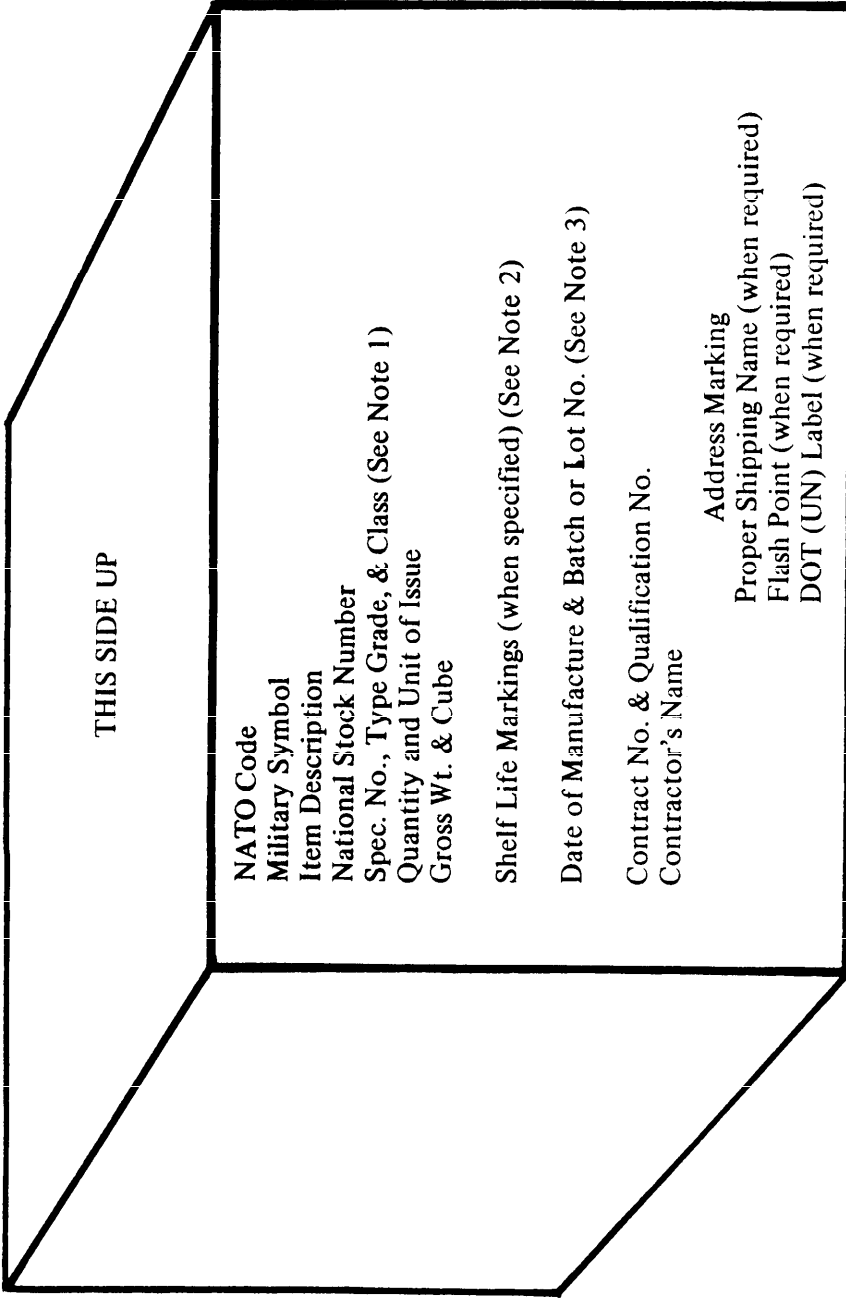 THIS SIDE UP
NATO Code
Military Symbol
Item Description
National Stock Number
Spec. No., Type Grade, & Class (See Note 1)
Quantity and Unit of Issue
Gross Wt. & Cube
Shelf Life Markings (when specified) (See Note 2)
Date of Manufacture & Batch or Lot No. (See Note 3)
Contract No. & Qualification No.
Contractor's Name
Address Marking
Proper Shipping Name (when required)
Flash Point (when required)
DOT (UN) Label (when required)